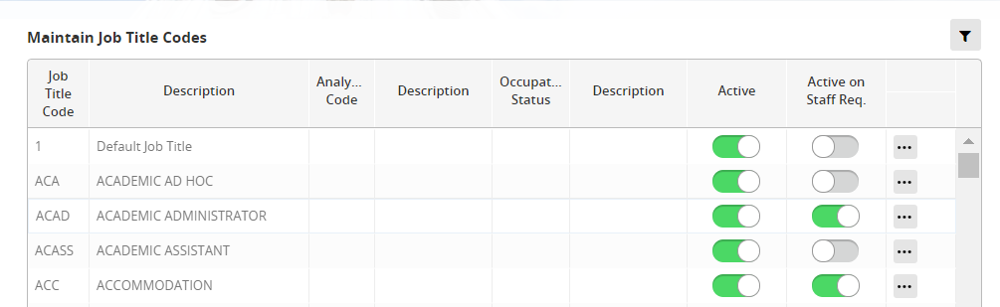 Maintain Job Title Codes
Job Title Code
Description
Analy... Code
Description
Occupat... Status
Description
Active
Active on Staff Req.
1 Default Job Title
ACA ACADEMIC AD HOC
ACAD ACADEMIC ADMINISTRATOR
ACASS ACADEMIC ASSISTANT
ACC ACCOMMODATION